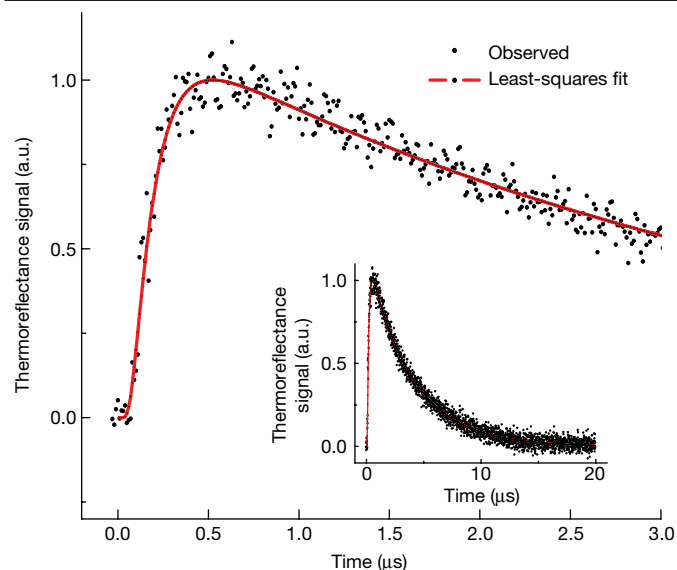 Observed
Least-squares fit
Thermoreflectance signal (a.u.)
1.0
0.5
0.0
0.0 0.5 1.0 1.5 2.0 2.5 3.0
Time (μs)
Thermoreflectance
signal (a.u.)
1.0
0.5
0.0
0 10 20
Time (μs)